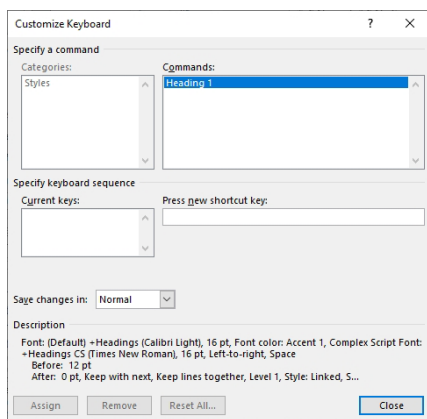 Customize Keyboard ? ×
Specify a command
Categories: Commands:
Styles Heading 1
Specify keyboard sequence
Current keys: Press new shortcut key:
Save changes in: Normal
Description
Font: (Default) +Headings (Calibri Light), 16 pt, Font color: Accent 1, Complex Script Font:
+Headings CS (Times New Roman), 16 pt, Left-to-right, Space
Before: 12 pt
After: 0 pt, Keep with next, Keep lines together, Level 1, Style: Linked, S...
Assign Remove Reset All... Close